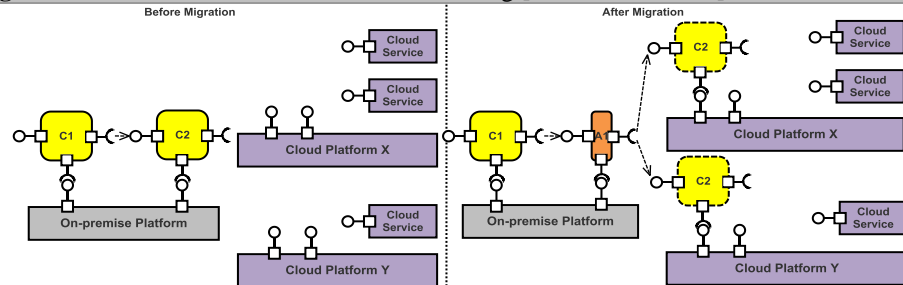 Before Migration
Cloud
Service
Cloud
Service
C1
C2
Cloud Platform X
On-premise Platform
Cloud
Service
Cloud Platform Y
After Migration
C2
Cloud
Service
Cloud
Service
C1
A1
Cloud Platform X
C2
On-premise Platform
Cloud
Service
Cloud Platform Y